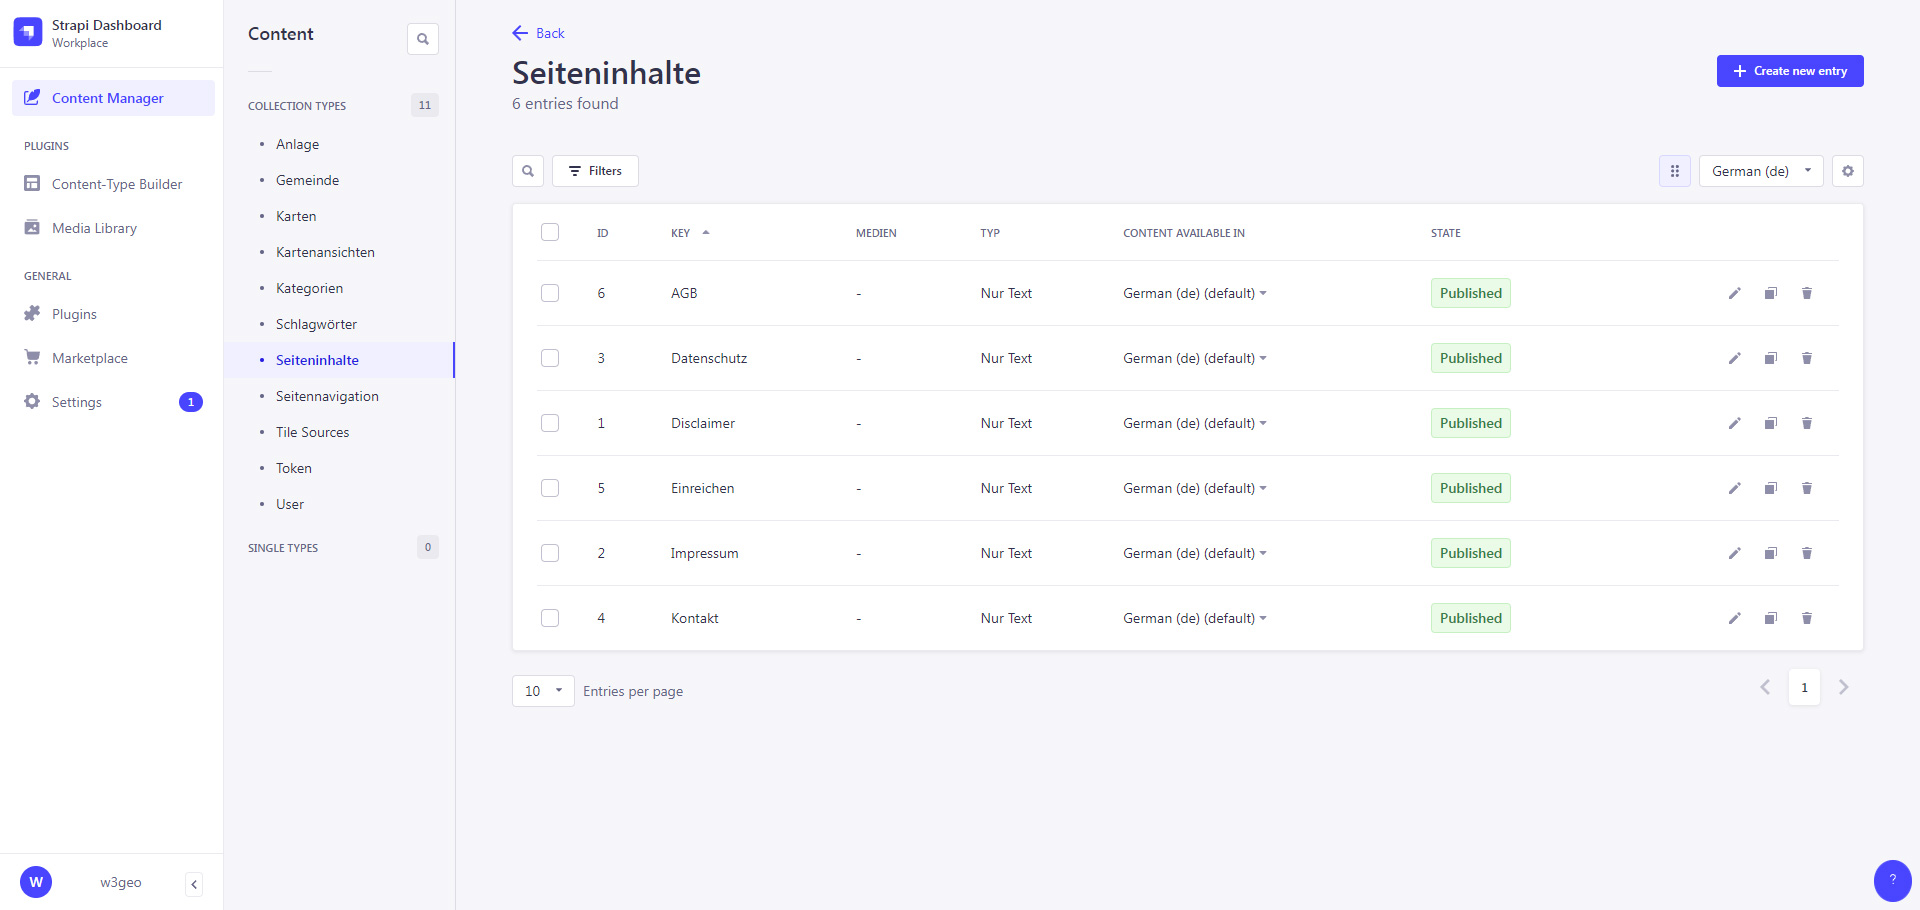 Strapi Dashboard
Workplace
Content Manager
PLUGINS
Content-Type Builder
Media Library
GENERAL
Plugins
Marketplace
Settings 1
W w3geo
Content
COLLECTION TYPES 11
Anlage
Gemeinde
Karten
Kartenansichten
Kategorien
Schlagwörter
Seiteninhalte
Seitennavigation
Tile Sources
Token
User
SINGLE TYPES 0
Back
Seiteninhalte
6 entries found
Create new entry
Filters
German (de)
ID KEY MEDIEN TYP CONTENT AVAILABLE IN STATE
6 AGB - Nur Text German (de) (default) Published
3 Datenschutz - Nur Text German (de) (default) Published
1 Disclaimer - Nur Text German (de) (default) Published
5 Einreichen - Nur Text German (de) (default) Published
2 Impressum - Nur Text German (de) (default) Published
4 Kontakt - Nur Text German (de) (default) Published
10 Entries per page
1
?